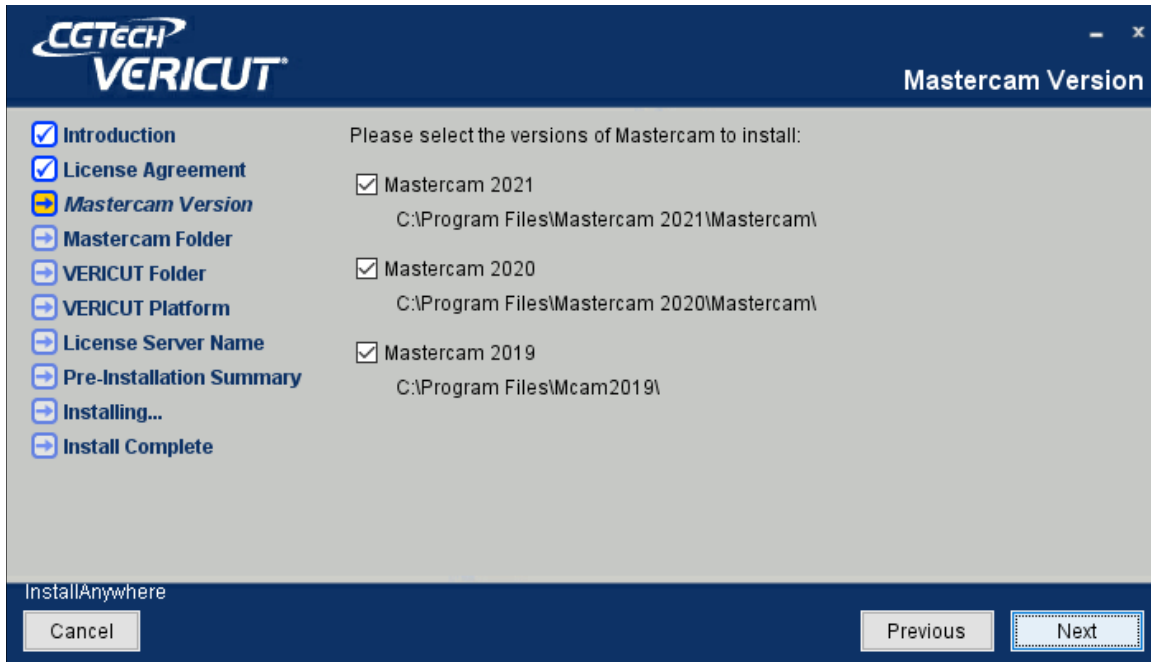 CGTECH
VERICUT®
Mastercam Version
Introduction
License Agreement
Mastercam Version
Mastercam Folder
VERICUT Folder
VERICUT Platform
License Server Name
Pre-Installation Summary
Installing...
Install Complete
Please select the versions of Mastercam to install:
Mastercam 2021
C:\Program Files\Mastercam 2021\Mastercam\
Mastercam 2020
C:\Program Files\Mastercam 2020\Mastercam\
Mastercam 2019
C:\Program Files\Mcam2019\
InstallAnywhere
Cancel
Previous
Next